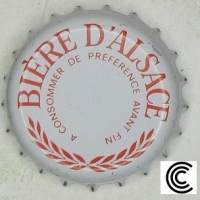 BIÈRE D'ALSACE
A CONSOMMER DE PREFERENCE AVANT FIN